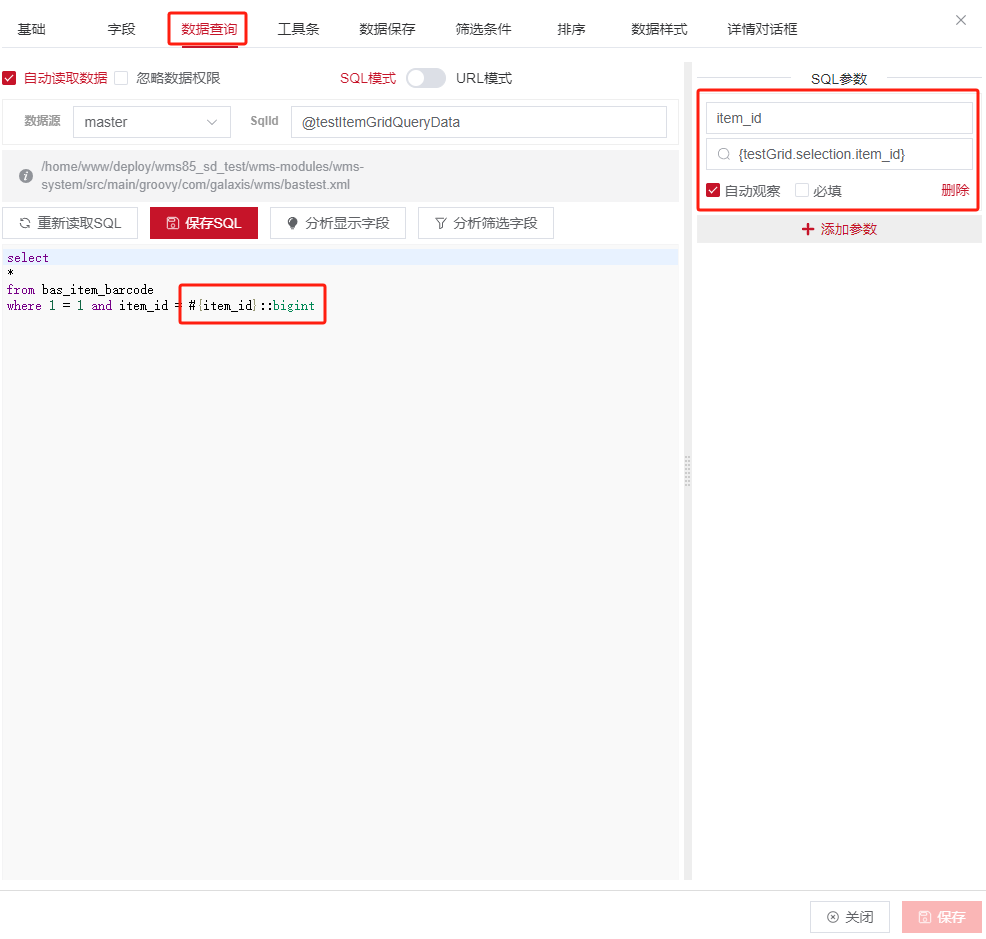 基础 字段 数据查询 工具条 数据保存 筛选条件 排序 数据样式 详情对话框
自动读取数据 忽略数据权限 SQL模式 URL模式
数据源 master SqlId @testItemGridQueryData
/home/www/deploy/wms85_sd_test/wms-modules/wms-
system/src/main/groovy/com/galaxis/wms/bastest.xml
重新读取SQL 保存SQL 分析显示字段 分析筛选字段
select
*
from bas_item_barcode
where 1 = 1 and item_id = #{item_id}::bigint
SQL参数
item_id
{testGrid.selection.item_id}
自动观察 必填 删除
添加参数
关闭 保存